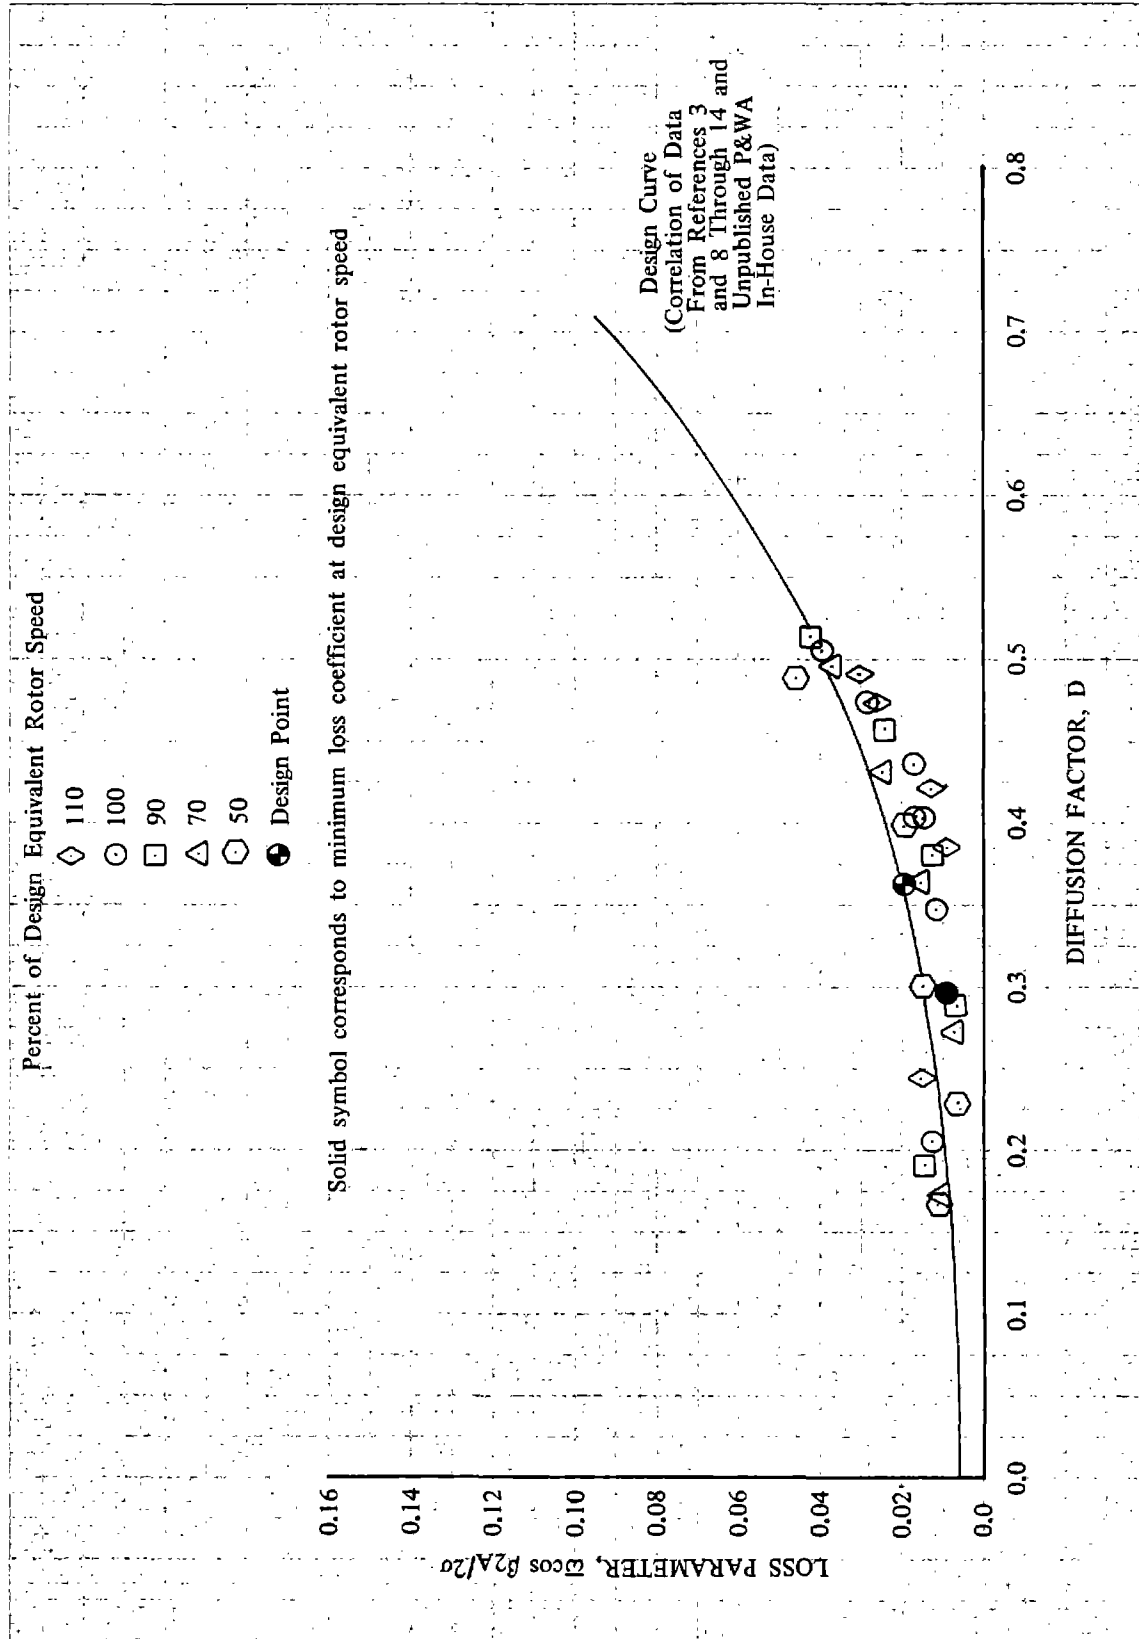 Percent of Design Equivalent Rotor Speed
110
100
90
70
50
Design Point
Solid symbol corresponds to minimum loss coefficient at design equivalent rotor speed
Design Curve
(Correlation of Data
From References 3
and 8 Through 14 and
Unpublished P&WA
In-House Data)
LOSS PARAMETER, ω̅cos β2A/2σ
0.16
0.14
0.12
0.10
0.08
0.06
0.04
0.02
0.0
0.0
0.1
0.2
0.3
0.4
0.5
0.6
0.7
0.8
DIFFUSION FACTOR, D